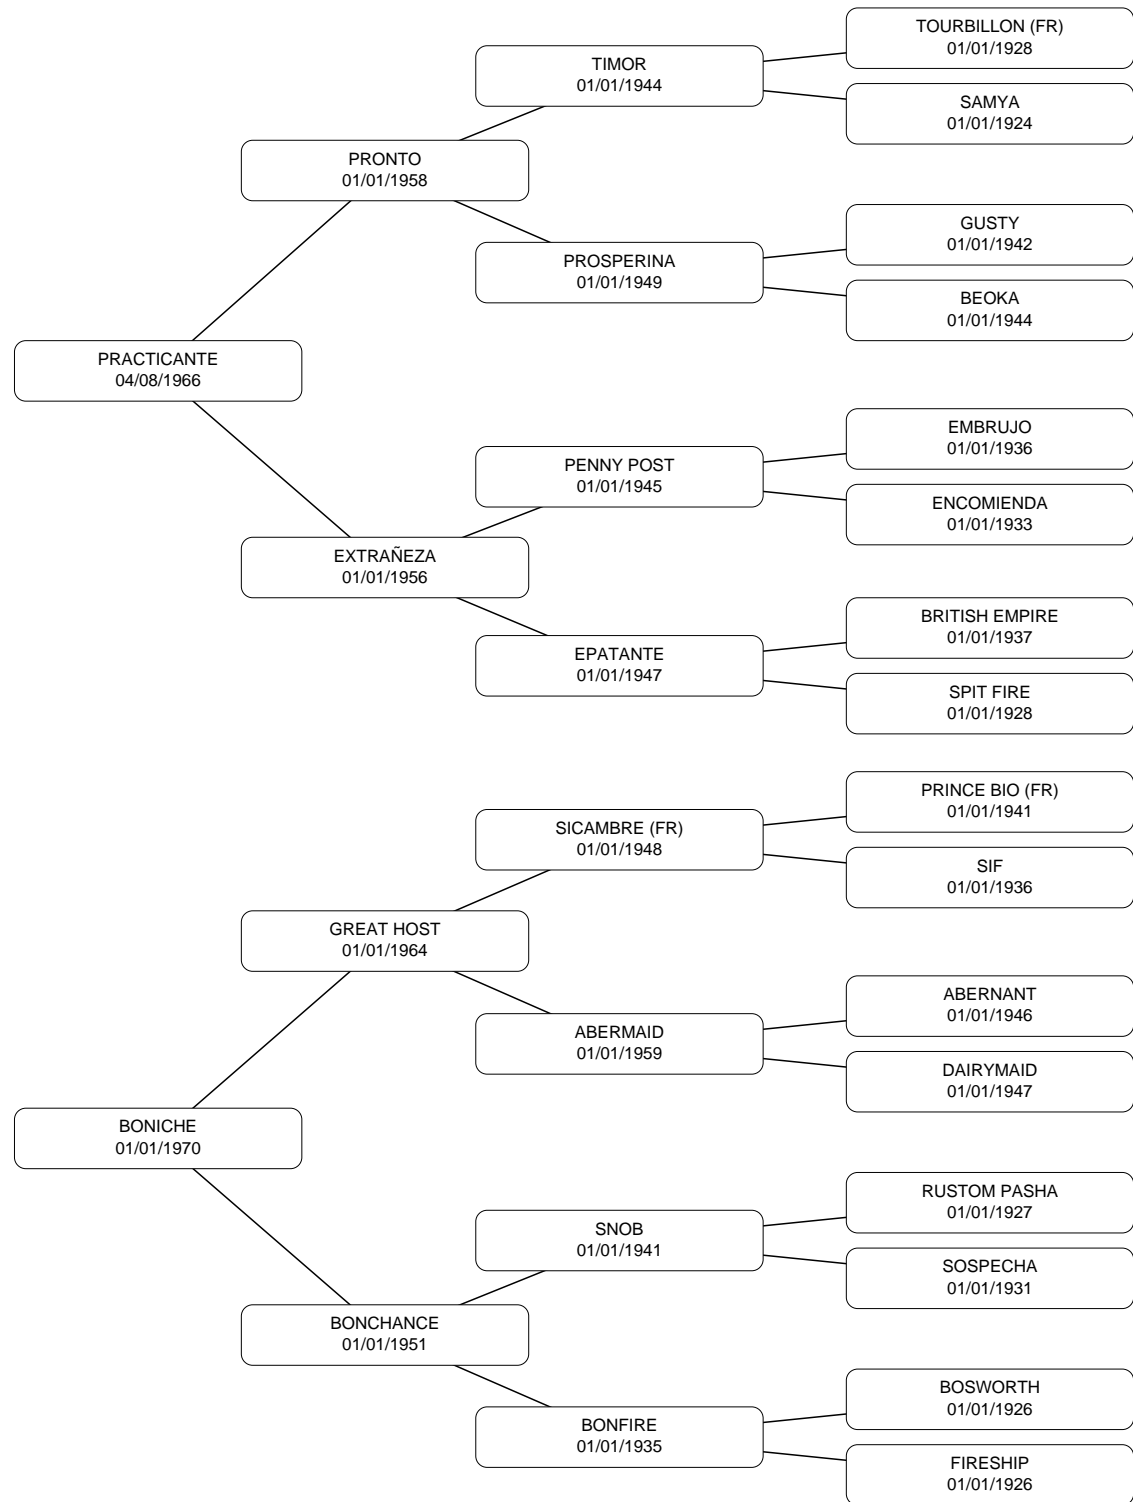 TOURBILLON (FR)
01/01/1928
TIMOR
01/01/1944
SAMYA
01/01/1924
PRONTO
01/01/1958
GUSTY
01/01/1942
PROSPERINA
01/01/1949
BEOKA
01/01/1944
PRACTICANTE
04/08/1966
EMBRUJO
01/01/1936
PENNY POST
01/01/1945
ENCOMIENDA
01/01/1933
EXTRAÑEZA
01/01/1956
BRITISH EMPIRE
01/01/1937
EPATANTE
01/01/1947
SPIT FIRE
01/01/1928
PRINCE BIO (FR)
01/01/1941
SICAMBRE (FR)
01/01/1948
SIF
01/01/1936
GREAT HOST
01/01/1964
ABERNANT
01/01/1946
ABERMAID
01/01/1959
DAIRYMAID
01/01/1947
BONICHE
01/01/1970
RUSTOM PASHA
01/01/1927
SNOB
01/01/1941
SOSPECHA
01/01/1931
BONCHANCE
01/01/1951
BOSWORTH
01/01/1926
BONFIRE
01/01/1935
FIRESHIP
01/01/1926